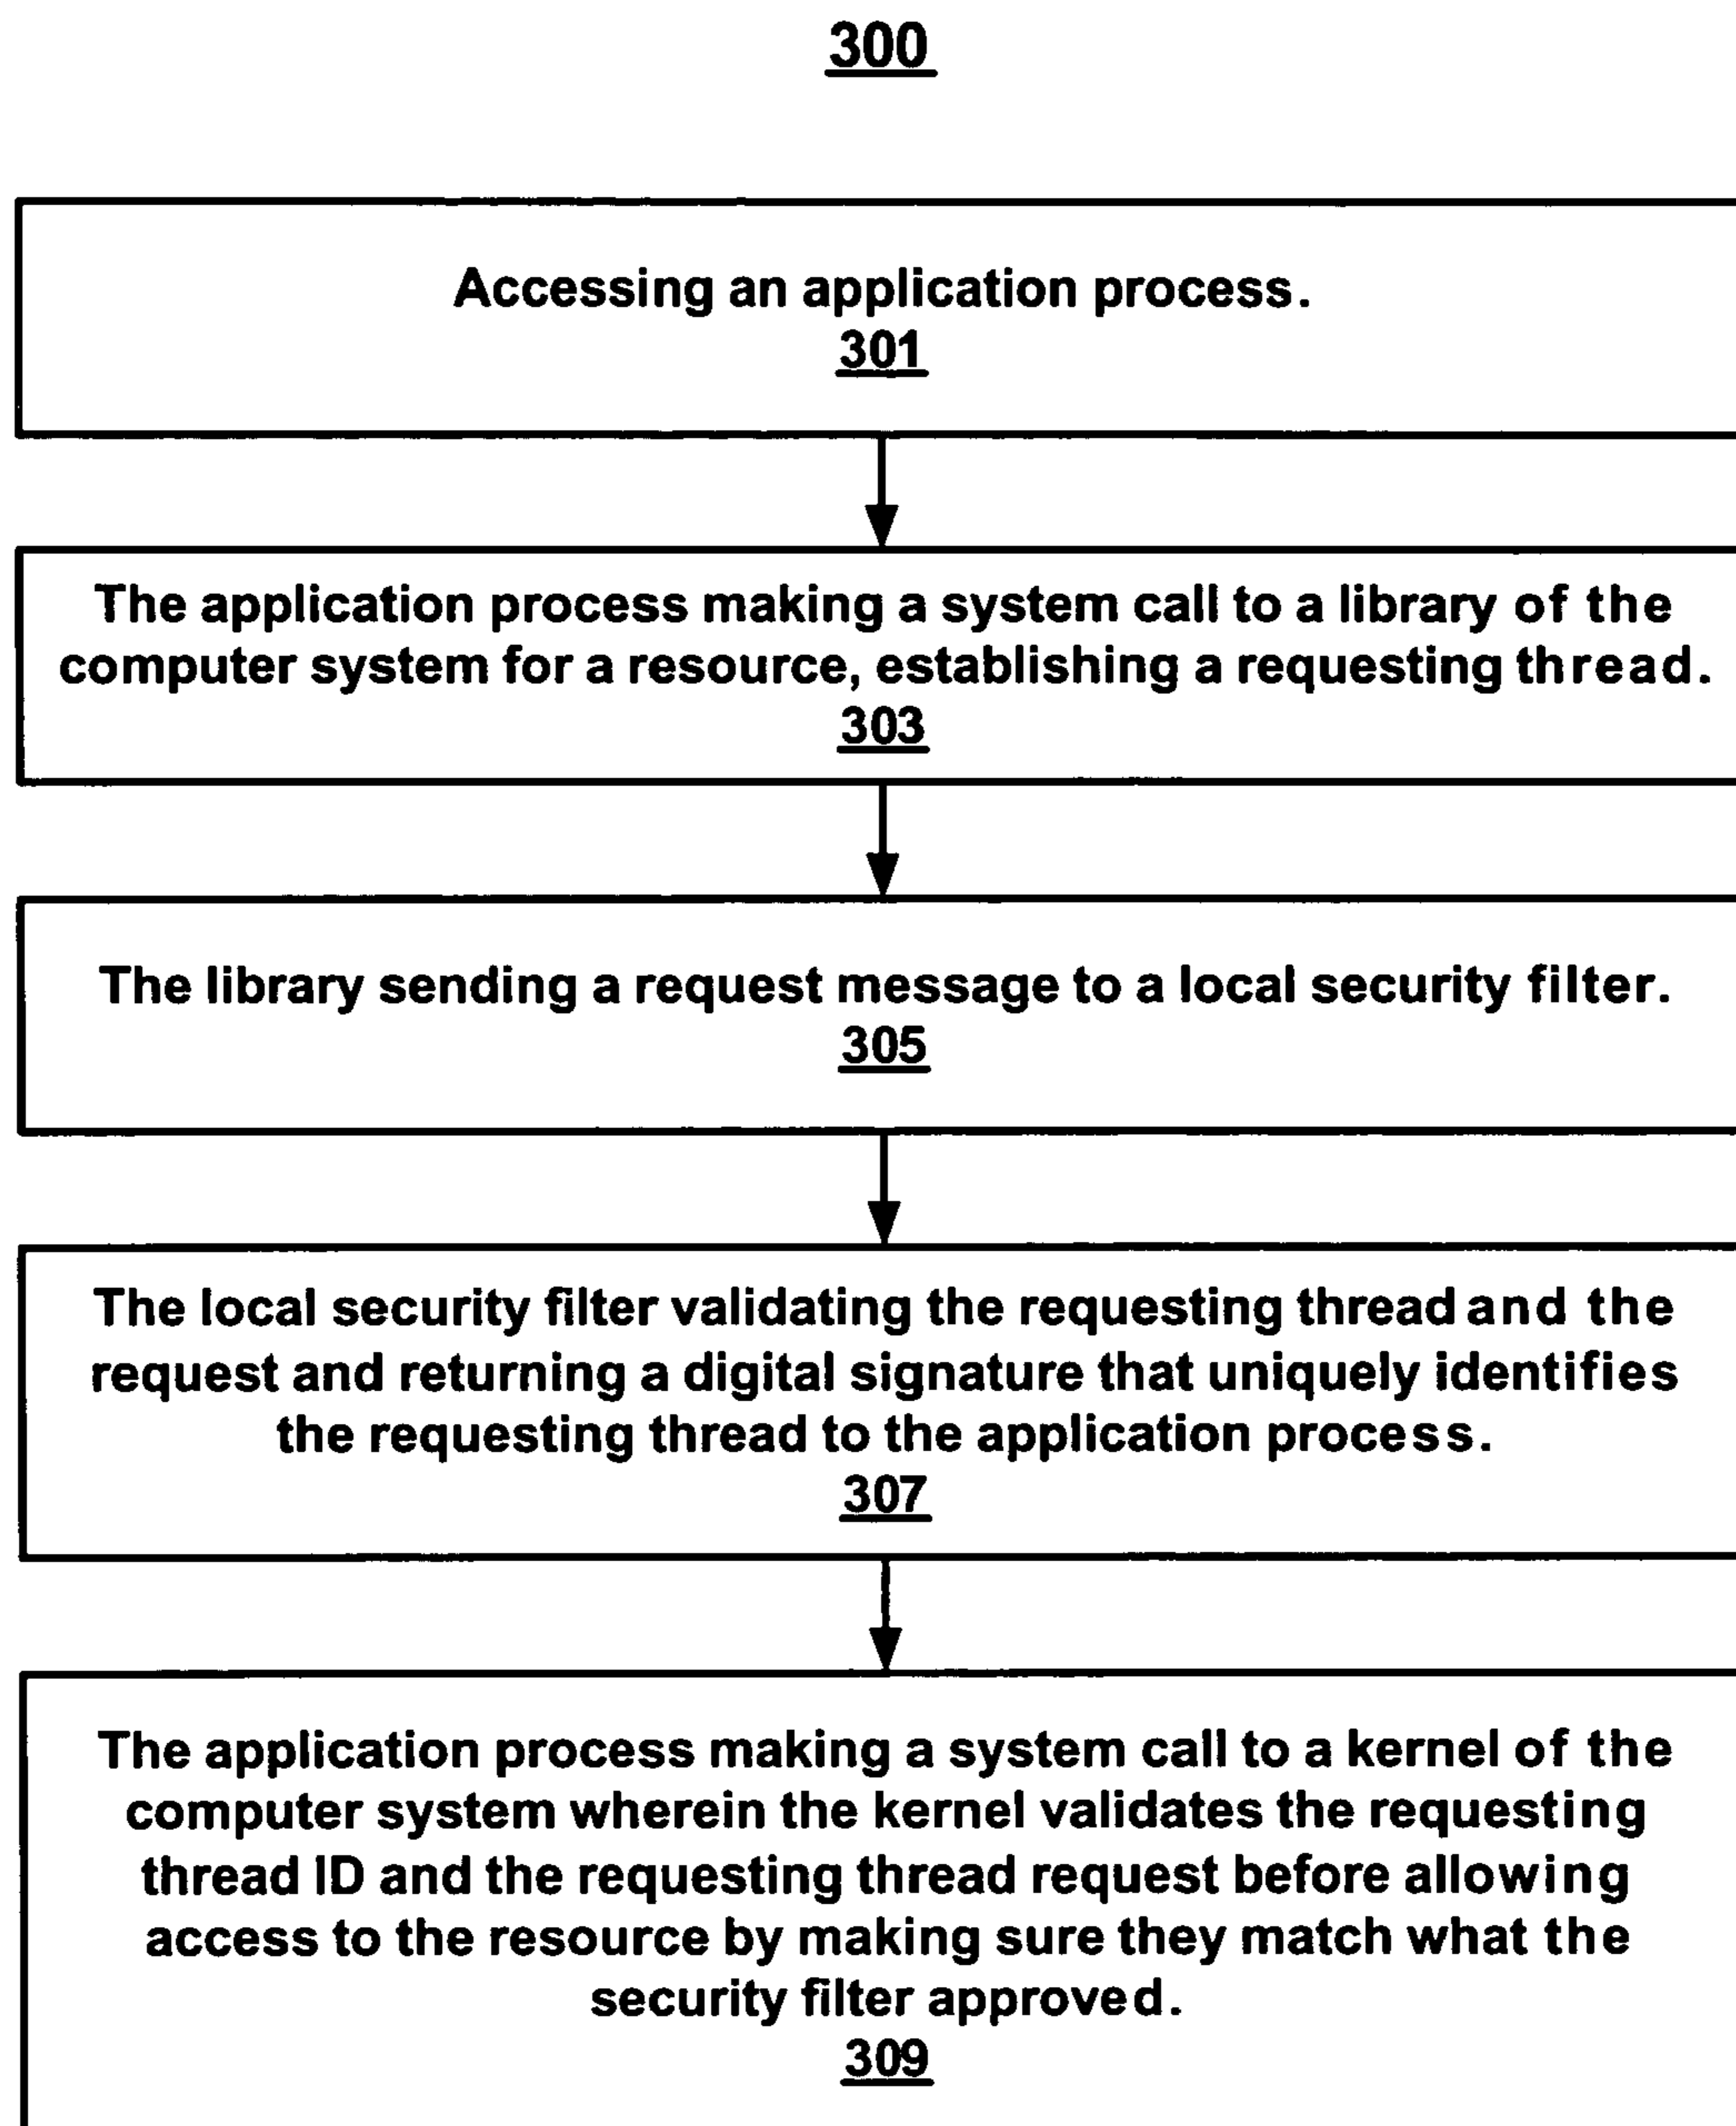 300
Accessing an application process.
301
The application process making a system call to a library of the
computer system for a resource, establishing a requesting thread.
303
The library sending a request message to a local security filter.
305
The local security filter validating the requesting thread and the
request and returning a digital signature that uniquely identifies
the requesting thread to the application process.
307
The application process making a system call to a kernel of the
computer system wherein the kernel validates the requesting
thread ID and the requesting thread request before allowing
access to the resource by making sure they match what the
security filter approved.
309